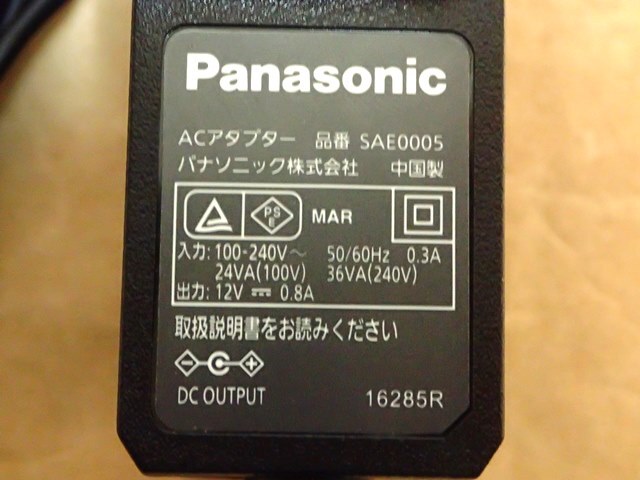 Panasonic
ACアダプター 品番 SAE0005
パナソニック株式会社 中国製
PS E MAR
入力: 100-240V～ 50/60Hz 0.3A
24VA(100V) 36VA(240V)
出力: 12V ⎓ 0.8A
取扱説明書をお読みください
DC OUTPUT 16285R